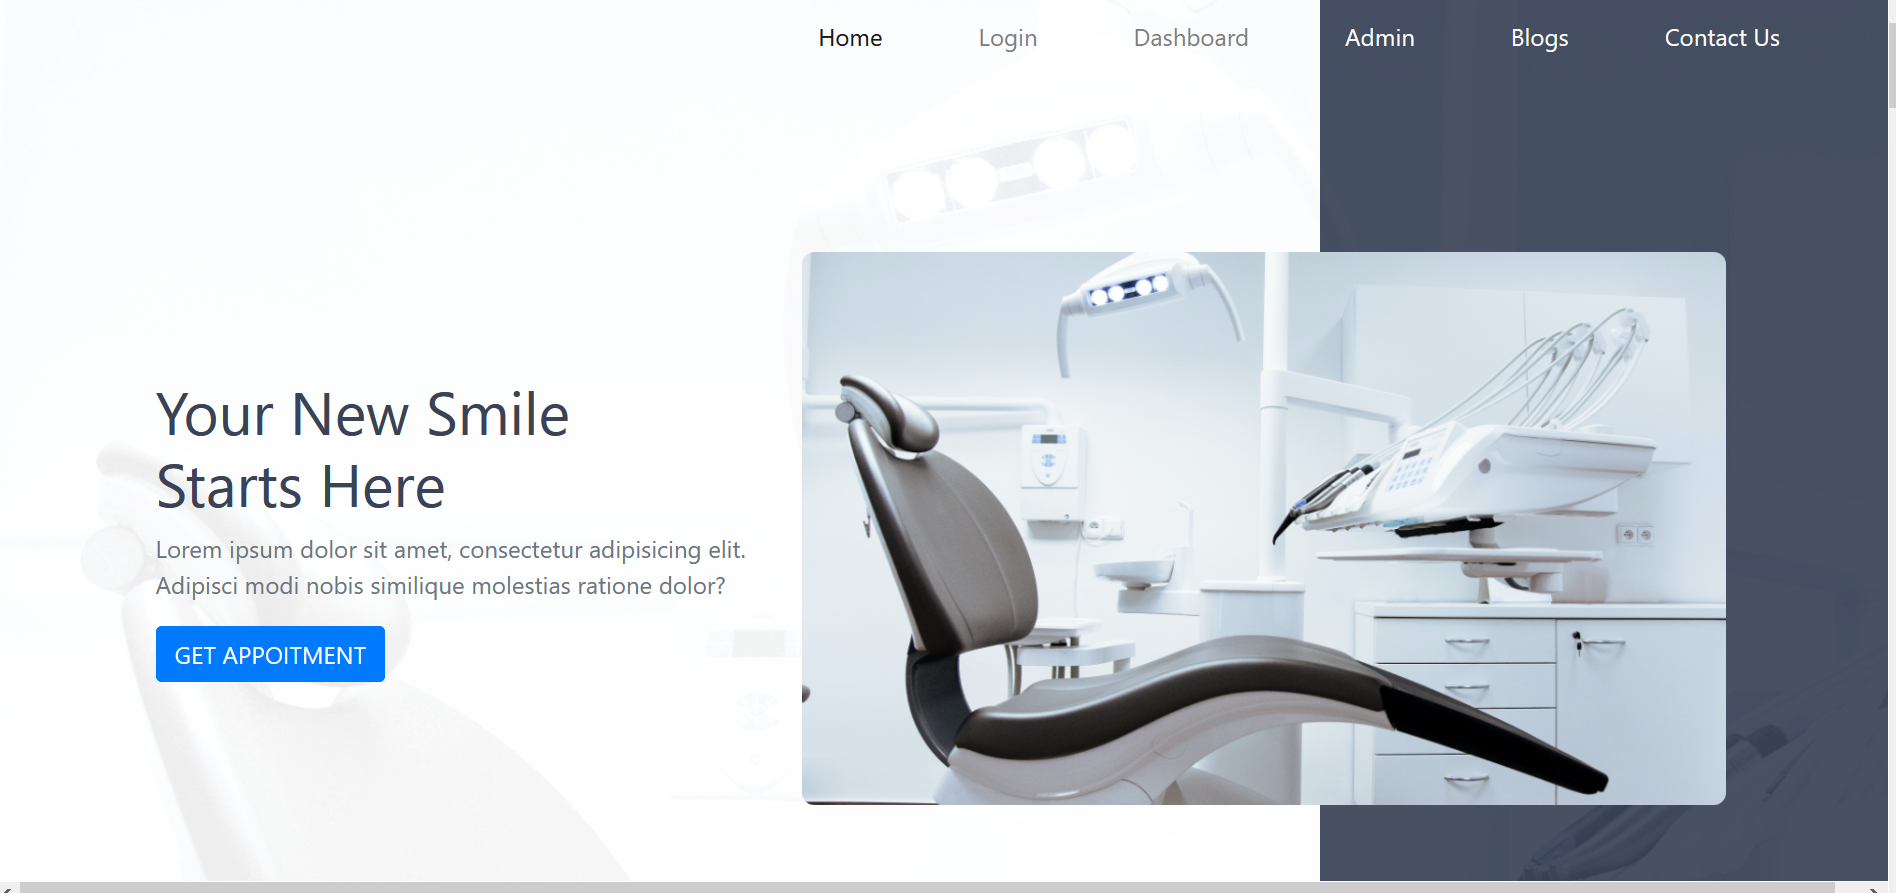 Home Login Dashboard Admin Blogs Contact Us
Your New Smile
Starts Here
Lorem ipsum dolor sit amet, consectetur adipisicing elit.
Adipisci modi nobis similique molestias ratione dolor?
GET APPOITMENT